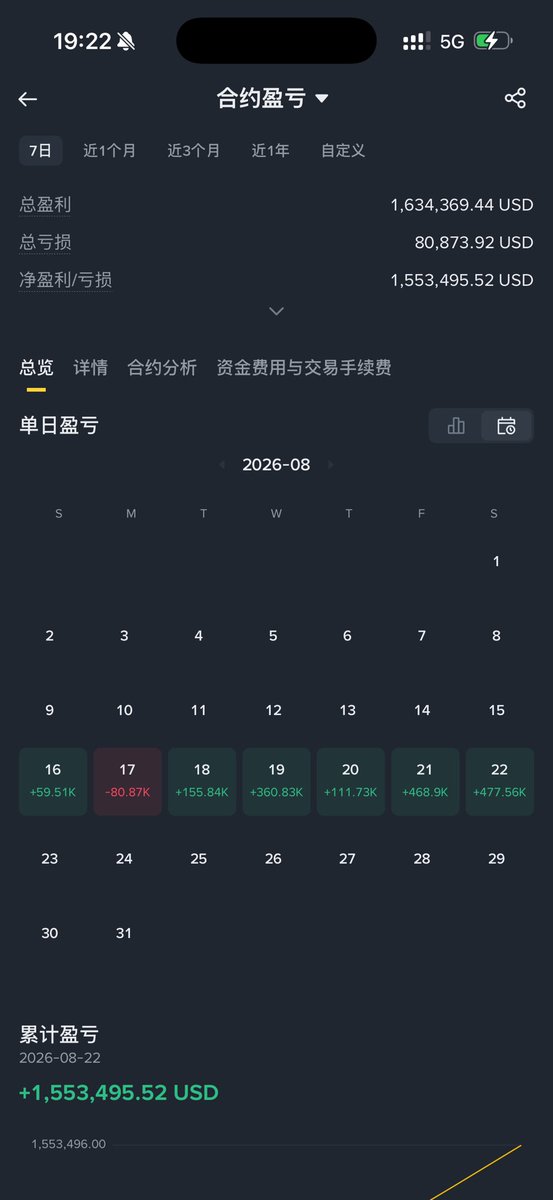 19:22 5G
合约盈亏
7日 近1个月 近3个月 近1年 自定义
总盈利 1,634,369.44 USD
总亏损 80,873.92 USD
净盈利/亏损 1,553,495.52 USD
总览 详情 合约分析 资金费用与交易手续费
单日盈亏
2026-08
S M T W T F S
1
2 3 4 5 6 7 8
9 10 11 12 13 14 15
16 17 18 19 20 21 22
+59.51K -80.87K +155.84K +360.83K +111.73K +468.9K +477.56K
23 24 25 26 27 28 29
30 31
累计盈亏
2026-08-22
+1,553,495.52 USD
1,553,496.00